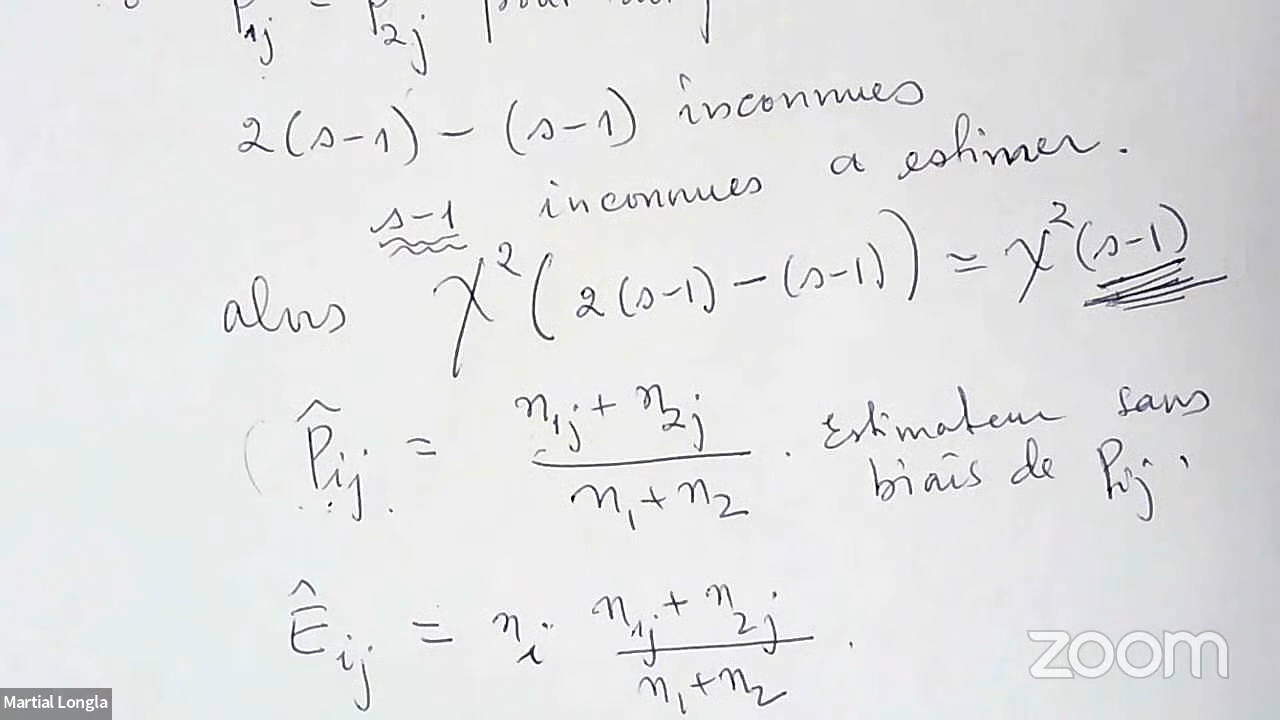 P1j = P2j pour
2(s-1) - (s-1) inconnues
s-1 inconnues a estimer.
alors χ²(2(s-1) - (s-1)) = χ²(s-1)
P̂ij = (n1j + n2j) / (n1 + n2) . Estimateur sans biais de Pij .
Êij = ni (n1j + n2j) / (n1 + n2) .
zoom
Martial Longla